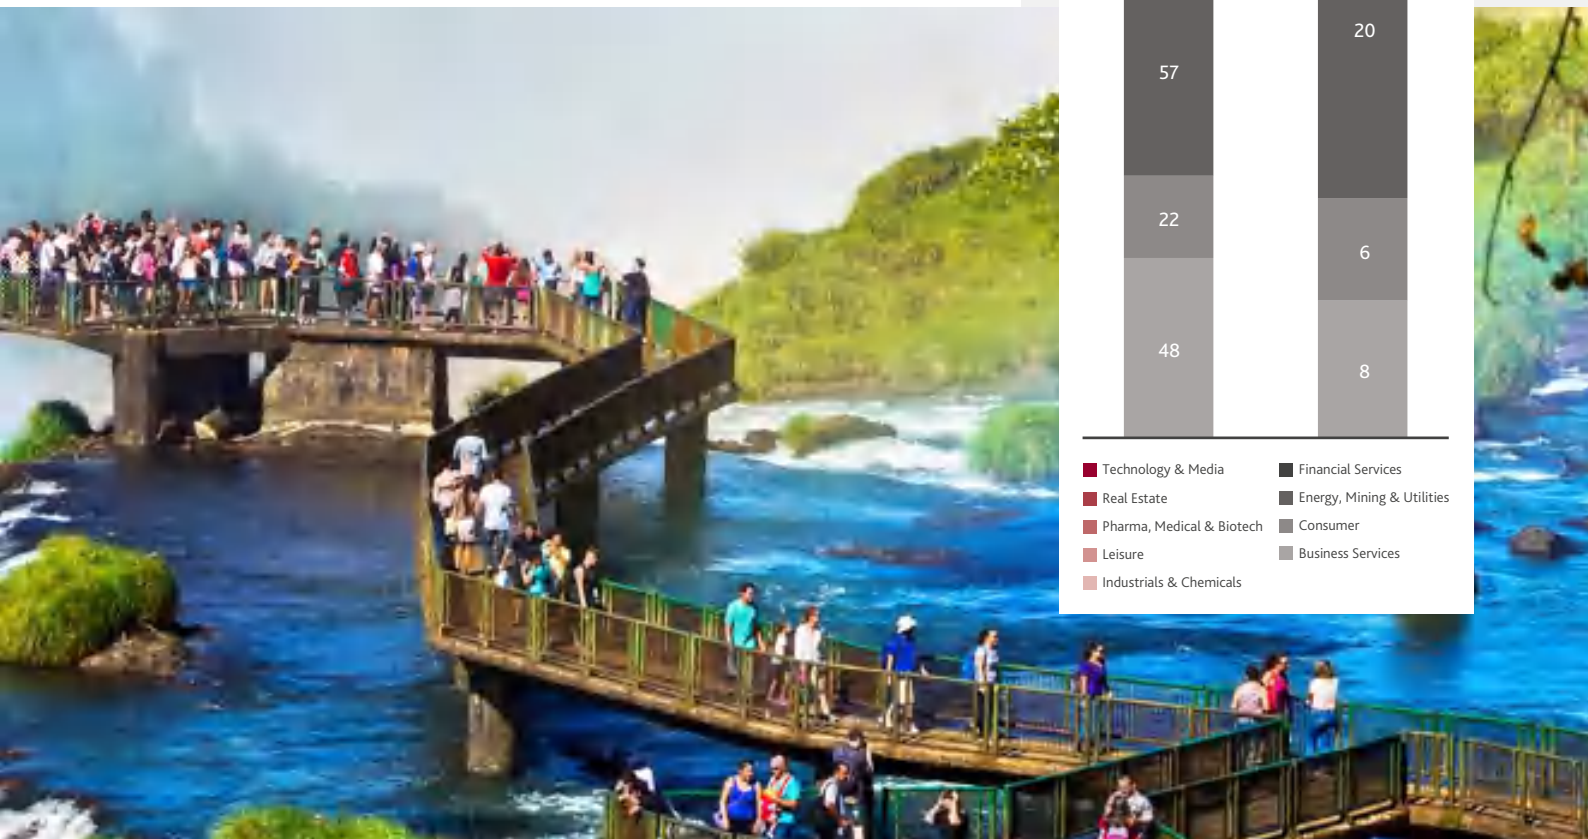 57
20
22
6
48
8
Technology & Media
Real Estate
Pharma, Medical & Biotech
Leisure
Industrials & Chemicals
Financial Services
Energy, Mining & Utilities
Consumer
Business Services